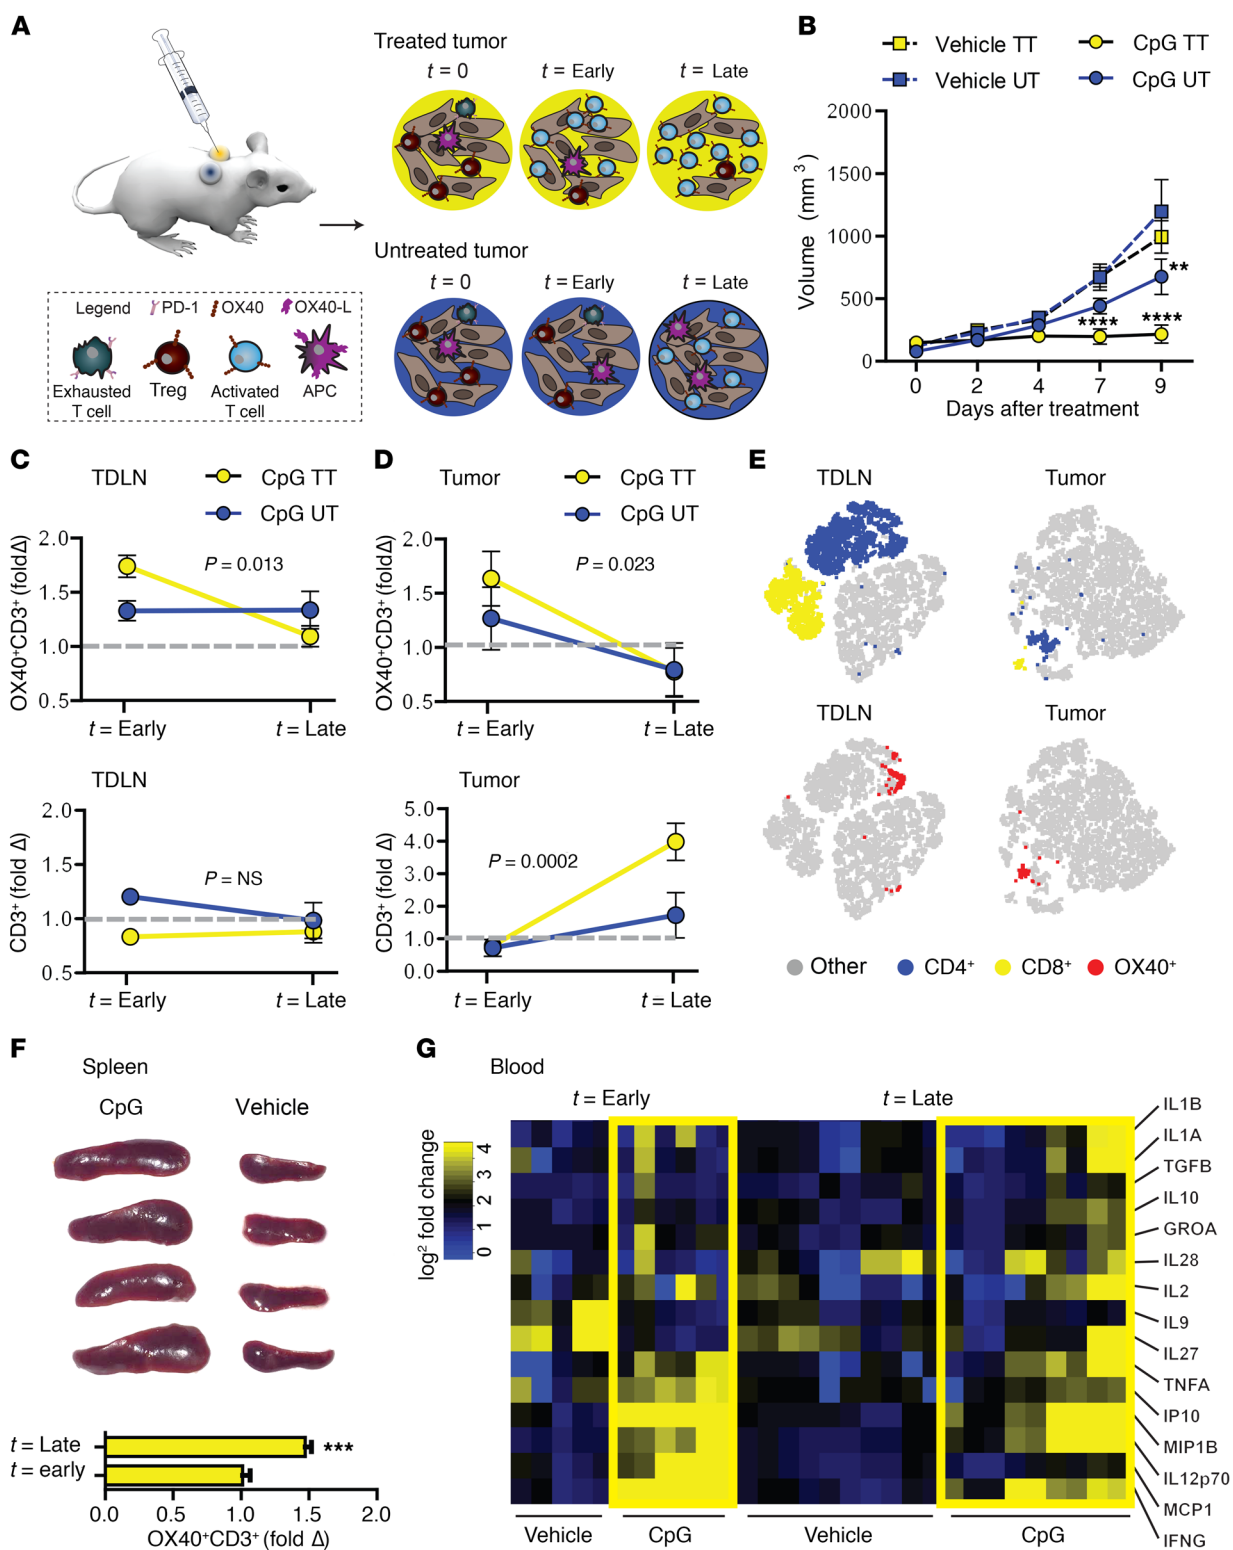 A
Treated tumor
t = 0
t = Early
t = Late
Untreated tumor
t = 0
t = Early
t = Late
Legend
PD-1
OX40
OX40-L
Exhausted
T cell
Treg
Activated
T cell
APC
B
Vehicle TT
CpG TT
Vehicle UT
CpG UT
Volume (mm³)
2000
1500
1000
500
0
**
****
****
0 2 4 7 9
Days after treatment
C
TDLN
CpG TT
CpG UT
OX40⁺CD3⁺ (foldΔ)
2.0
1.5
1.0
0.5
P = 0.013
t = Early
t = Late
TDLN
CD3⁺ (fold Δ)
2.0
1.5
1.0
0.5
P = NS
t = Early
t = Late
D
Tumor
CpG TT
CpG UT
OX40⁺CD3⁺ (foldΔ)
2.0
1.5
1.0
0.5
P = 0.023
t = Early
t = Late
Tumor
CD3⁺ (fold Δ)
5.0
4.0
3.0
2.0
1.0
0.0
P = 0.0002
t = Early
t = Late
E
TDLN
Tumor
TDLN
Tumor
Other
CD4⁺
CD8⁺
OX40⁺
F
Spleen
CpG
Vehicle
t = Late
t = early
***
0.0 0.5 1.0 1.5 2.0
OX40⁺CD3⁺ (fold Δ)
G
Blood
t = Early
t = Late
log² fold change
4
3
2
1
0
IL1B
IL1A
TGFB
IL10
GROA
IL28
IL2
IL9
IL27
TNFA
IP10
MIP1B
IL12p70
MCP1
IFNG
Vehicle
CpG
Vehicle
CpG